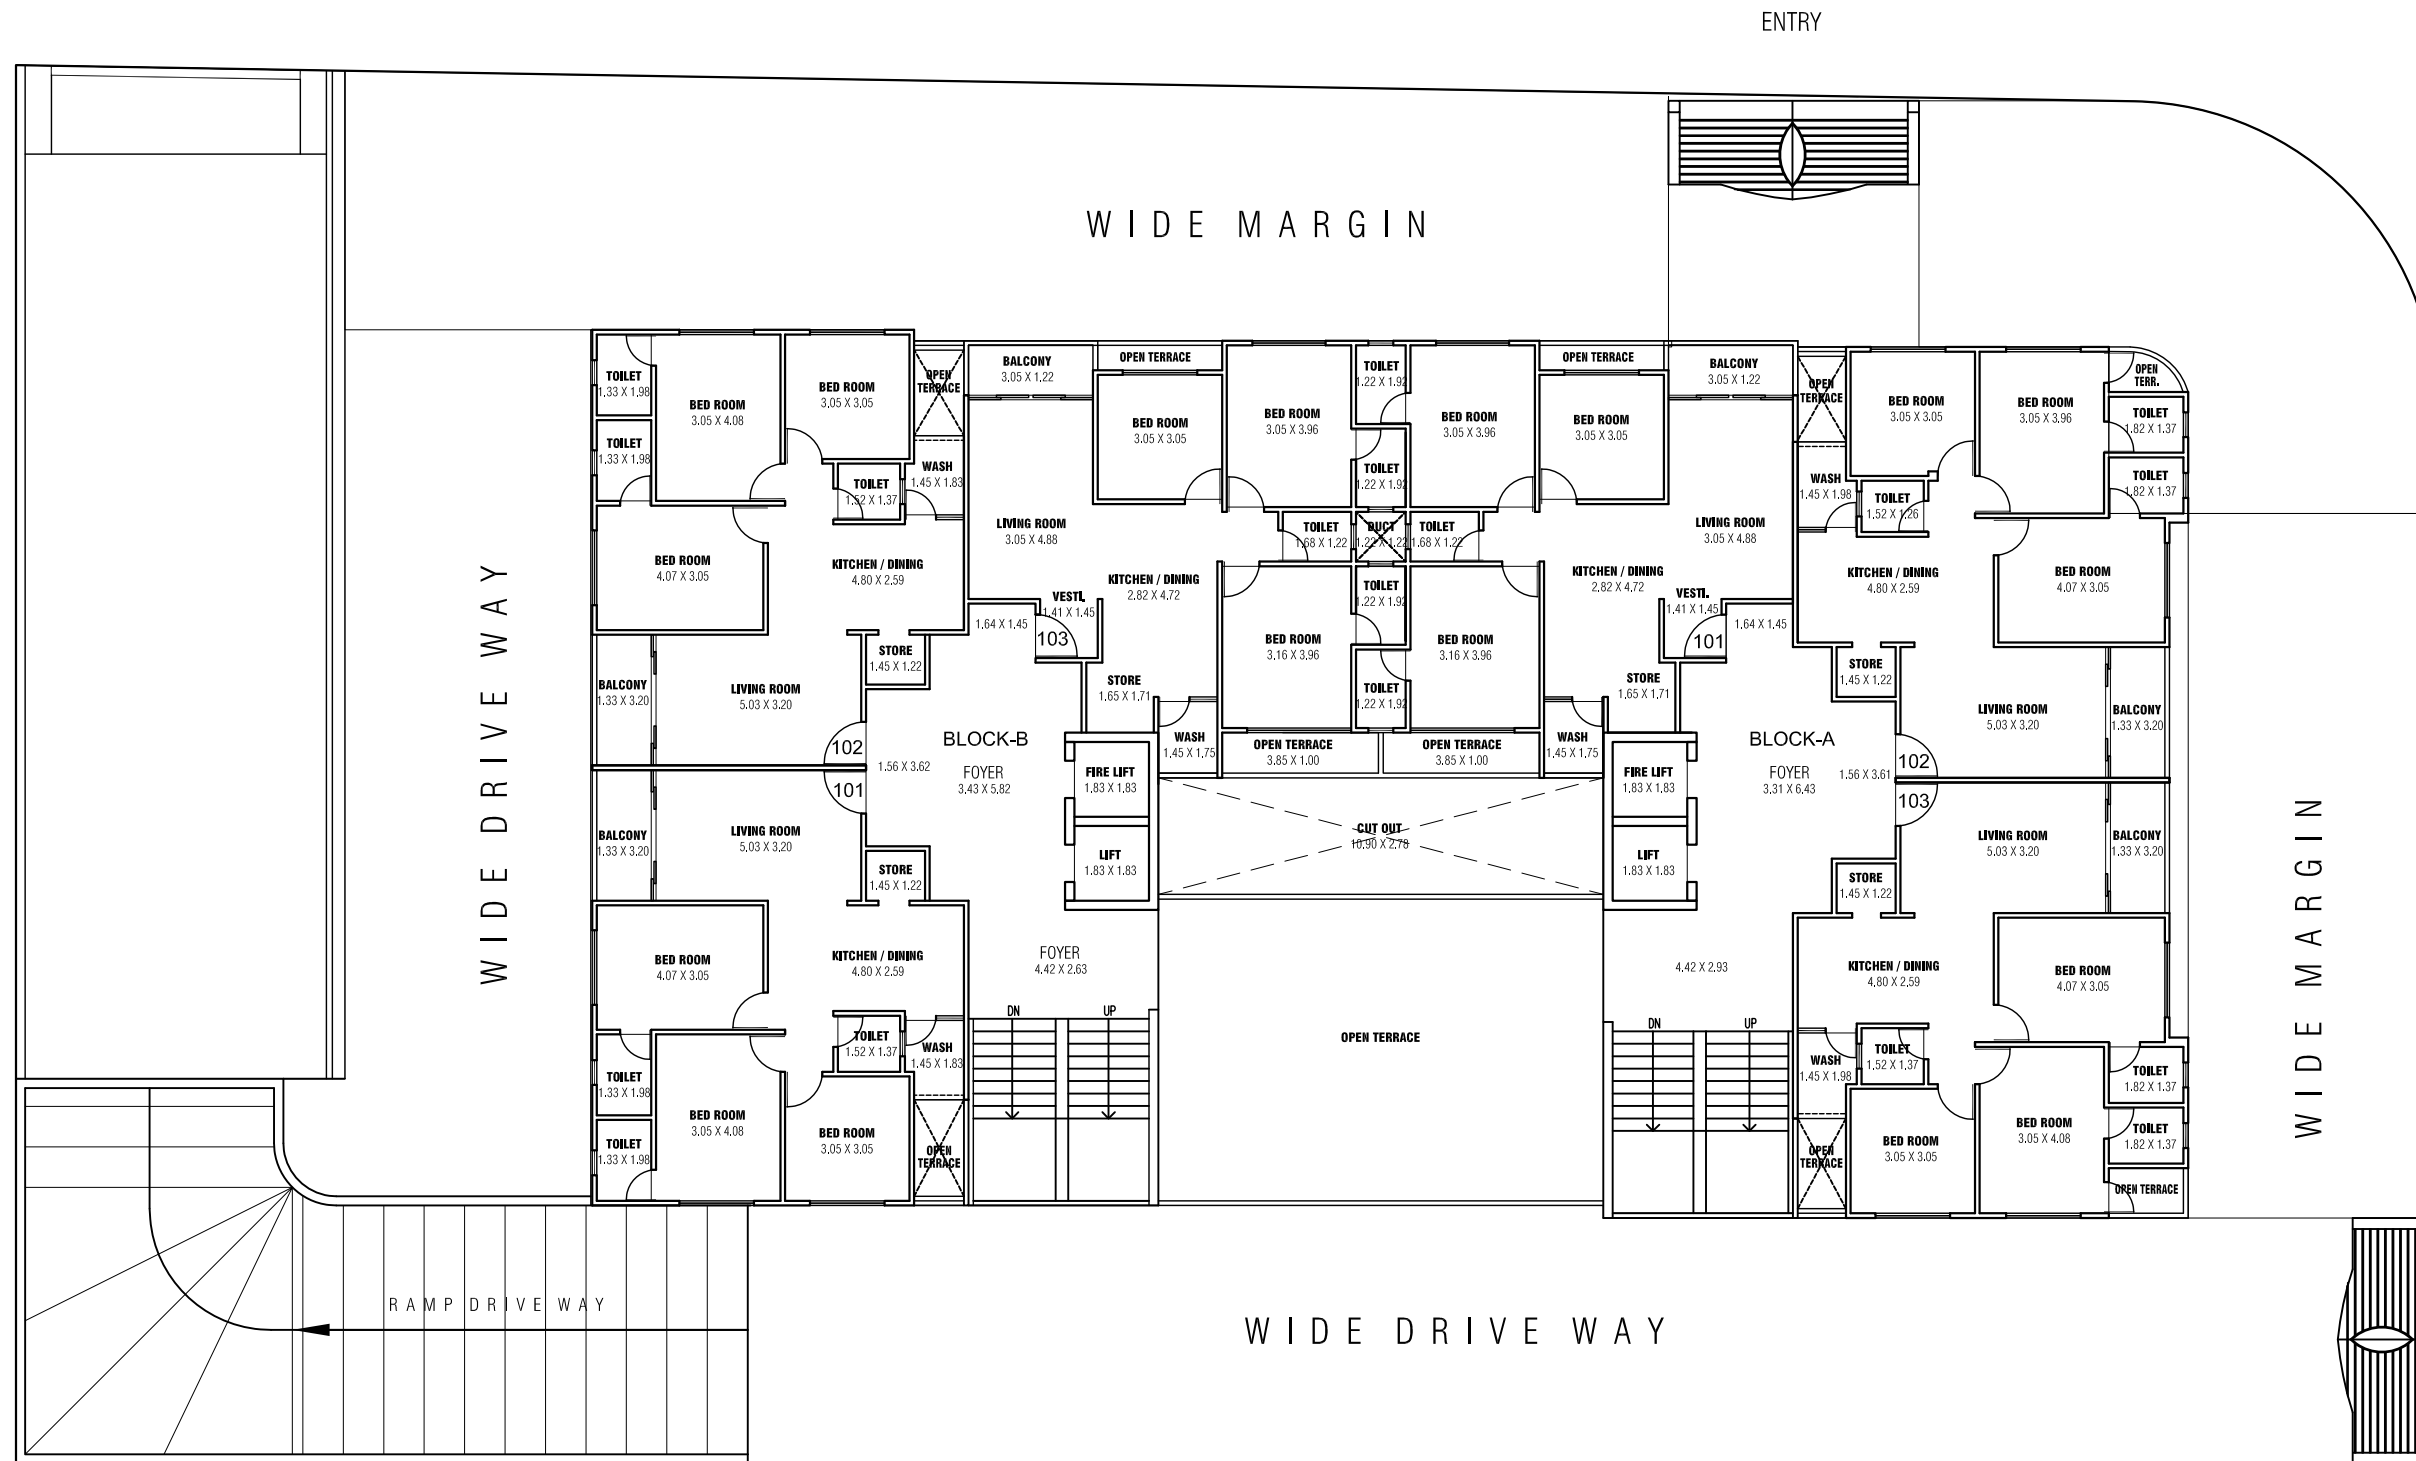 ENTRY
WIDE MARGIN
WIDE DRIVE WAY
TOILET
1.33 X 1.98
BED ROOM
3.05 X 4.08
BED ROOM
3.05 X 3.05
OPEN
TERRACE
TOILET
1.33 X 1.98
TOILET
1.52 X 1.37
WASH
1.45 X 1.83
BED ROOM
4.07 X 3.05
KITCHEN / DINING
4.80 X 2.59
STORE
1.45 X 1.22
BALCONY
1.33 X 3.20
LIVING ROOM
5.03 X 3.20
102
BALCONY
3.05 X 1.22
OPEN TERRACE
BED ROOM
3.05 X 3.05
BED ROOM
3.05 X 3.96
TOILET
1.22 X 1.92
TOILET
1.22 X 1.92
LIVING ROOM
3.05 X 4.88
TOILET
1.68 X 1.22
DUCT
1.22 X 1.22
KITCHEN / DINING
2.82 X 4.72
VESTI.
1.41 X 1.45
1.64 X 1.45
103
BED ROOM
3.16 X 3.96
TOILET
1.22 X 1.92
TOILET
1.22 X 1.92
STORE
1.65 X 1.71
WASH
1.45 X 1.75
OPEN TERRACE
3.85 X 1.00
BED ROOM
3.05 X 3.96
OPEN TERRACE
BED ROOM
3.05 X 3.05
BALCONY
3.05 X 1.22
TOILET
1.68 X 1.22
LIVING ROOM
3.05 X 4.88
KITCHEN / DINING
2.82 X 4.72
VESTI.
1.41 X 1.45
1.64 X 1.45
101
BED ROOM
3.16 X 3.96
STORE
1.65 X 1.71
WASH
1.45 X 1.75
OPEN TERRACE
3.85 X 1.00
OPEN
TERRACE
BED ROOM
3.05 X 3.05
BED ROOM
3.05 X 3.96
OPEN
TERR.
TOILET
1.82 X 1.37
TOILET
1.82 X 1.37
WASH
1.45 X 1.98
TOILET
1.52 X 1.26
KITCHEN / DINING
4.80 X 2.59
BED ROOM
4.07 X 3.05
STORE
1.45 X 1.22
LIVING ROOM
5.03 X 3.20
BALCONY
1.33 X 3.20
102
BLOCK-B
FOYER
3.43 X 5.82
1.56 X 3.62
FIRE LIFT
1.83 X 1.83
LIFT
1.83 X 1.83
CUT OUT
10.90 X 2.78
FIRE LIFT
1.83 X 1.83
LIFT
1.83 X 1.83
BLOCK-A
FOYER
3.31 X 6.43
1.56 X 3.61
101
BALCONY
1.33 X 3.20
LIVING ROOM
5.03 X 3.20
STORE
1.45 X 1.22
BED ROOM
4.07 X 3.05
KITCHEN / DINING
4.80 X 2.59
TOILET
1.52 X 1.37
WASH
1.45 X 1.83
TOILET
1.33 X 1.98
BED ROOM
3.05 X 4.08
BED ROOM
3.05 X 3.05
TOILET
1.33 X 1.98
OPEN
TERRACE
FOYER
4.42 X 2.63
DN
UP
OPEN TERRACE
4.42 X 2.93
DN
UP
103
LIVING ROOM
5.03 X 3.20
BALCONY
1.33 X 3.20
STORE
1.45 X 1.22
KITCHEN / DINING
4.80 X 2.59
BED ROOM
4.07 X 3.05
WASH
1.45 X 1.98
TOILET
1.52 X 1.37
TOILET
1.82 X 1.37
BED ROOM
3.05 X 3.05
BED ROOM
3.05 X 4.08
TOILET
1.82 X 1.37
OPEN
TERRACE
OPEN TERRACE
WIDE MARGIN
RAMP DRIVE WAY
WIDE DRIVE WAY